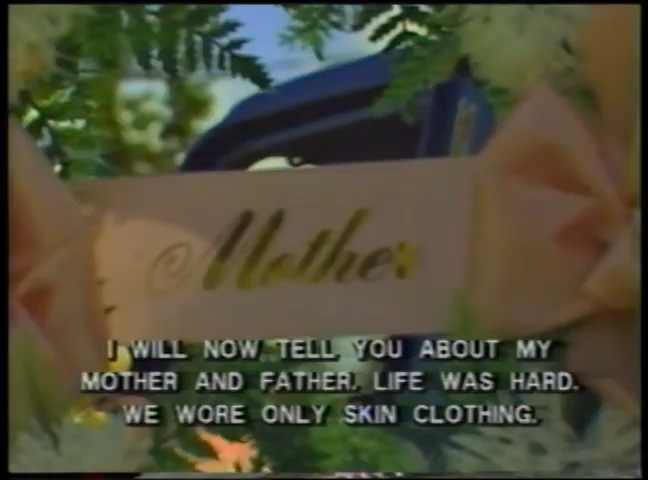 Mother
I WILL NOW TELL YOU ABOUT MY
MOTHER AND FATHER. LIFE WAS HARD.
WE WORE ONLY SKIN CLOTHING.